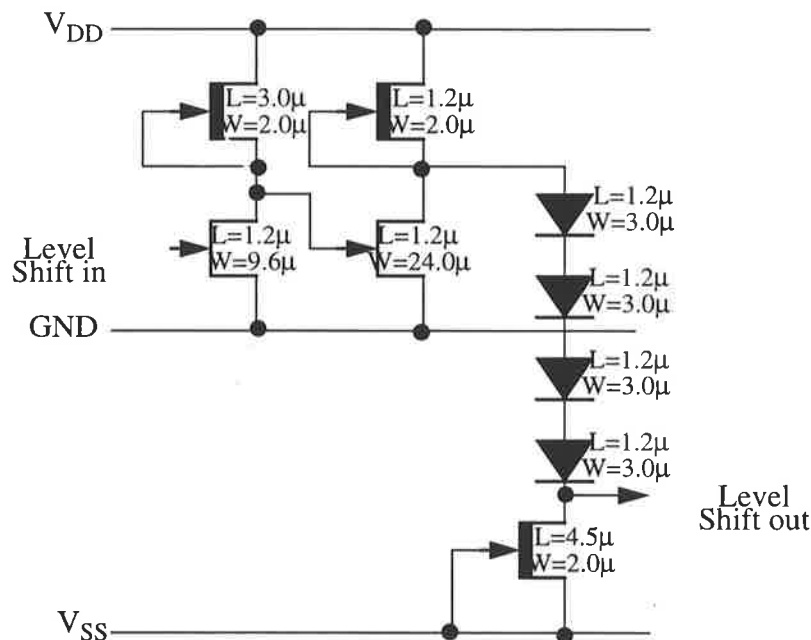 V_DD
L=3.0μ
W=2.0μ
L=1.2μ
W=2.0μ
L=1.2μ
W=3.0μ
Level
Shift in
L=1.2μ
W=9.6μ
L=1.2μ
W=24.0μ
L=1.2μ
W=3.0μ
GND
L=1.2μ
W=3.0μ
L=1.2μ
W=3.0μ
Level
Shift out
L=4.5μ
W=2.0μ
V_SS